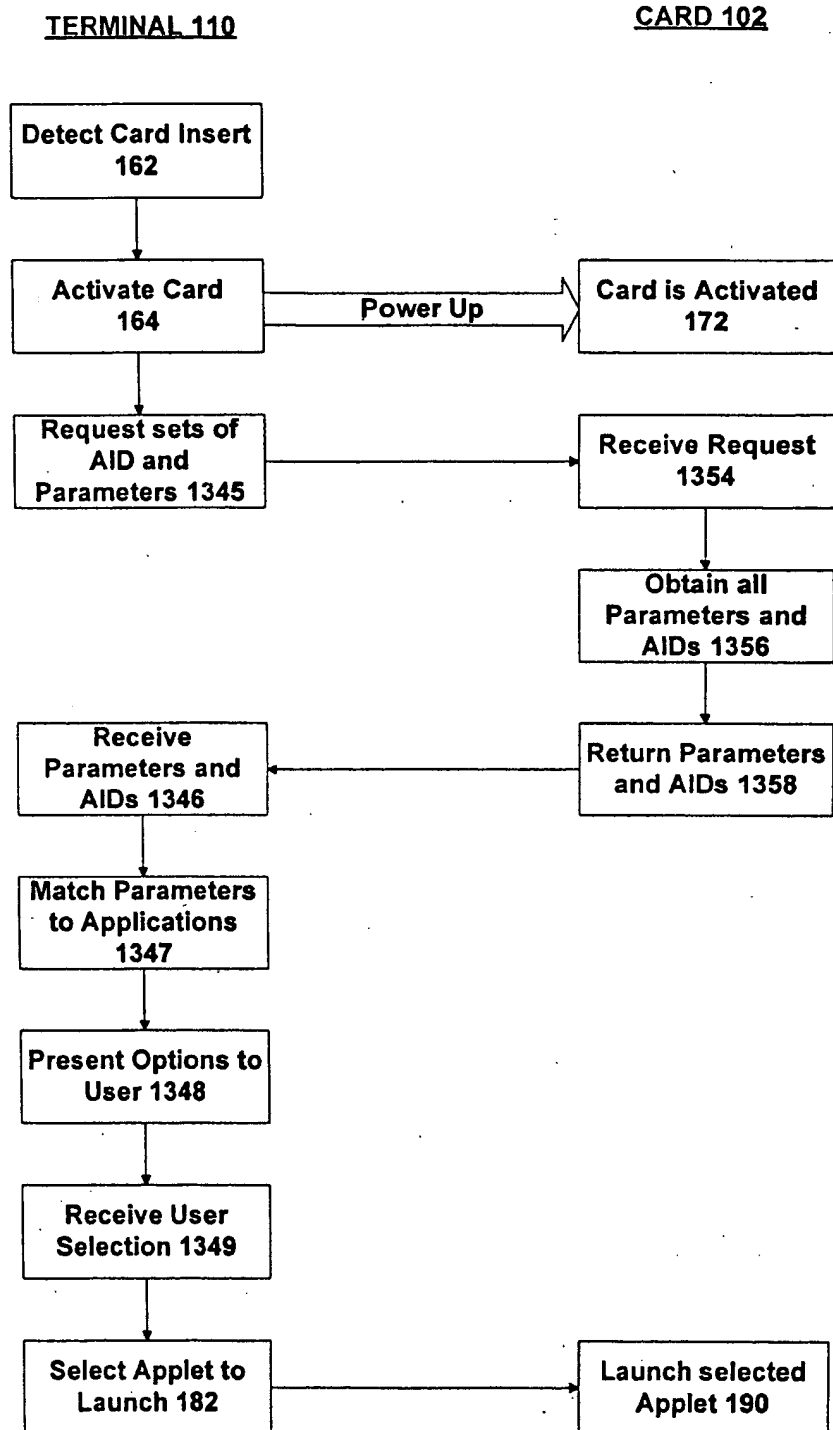 TERMINAL 110
CARD 102
Detect Card Insert
162
Activate Card
164
Power Up
Card is Activated
172
Request sets of
AID and
Parameters 1345
Receive Request
1354
Obtain all
Parameters and
AIDs 1356
Return Parameters
and AIDs 1358
Receive
Parameters and
AIDs 1346
Match Parameters
to Applications
1347
Present Options to
User 1348
Receive User
Selection 1349
Select Applet to
Launch 182
Launch selected
Applet 190